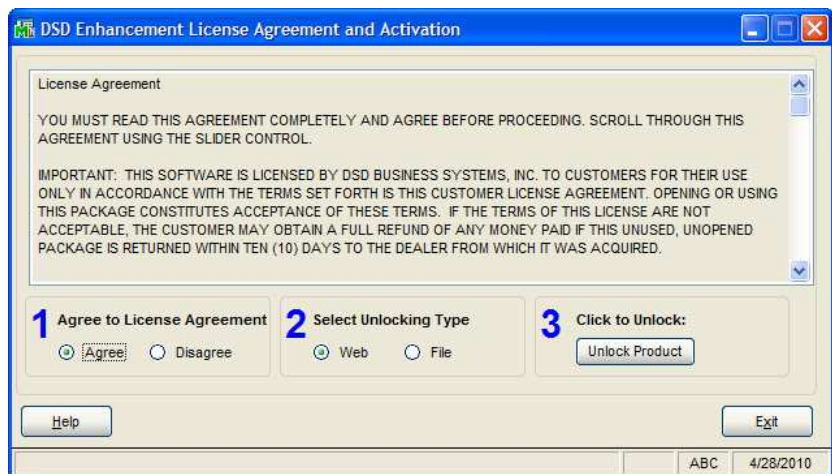 DSD Enhancement License Agreement and Activation
License Agreement
YOU MUST READ THIS AGREEMENT COMPLETELY AND AGREE BEFORE PROCEEDING. SCROLL THROUGH THIS
AGREEMENT USING THE SLIDER CONTROL.
IMPORTANT: THIS SOFTWARE IS LICENSED BY DSD BUSINESS SYSTEMS, INC. TO CUSTOMERS FOR THEIR USE
ONLY IN ACCORDANCE WITH THE TERMS SET FORTH IS THIS CUSTOMER LICENSE AGREEMENT. OPENING OR USING
THIS PACKAGE CONSTITUTES ACCEPTANCE OF THESE TERMS. IF THE TERMS OF THIS LICENSE ARE NOT
ACCEPTABLE, THE CUSTOMER MAY OBTAIN A FULL REFUND OF ANY MONEY PAID IF THIS UNUSED, UNOPENED
PACKAGE IS RETURNED WITHIN TEN (10) DAYS TO THE DEALER FROM WHICH IT WAS ACQUIRED.
1 Agree to License Agreement
Agree Disagree
2 Select Unlocking Type
Web File
3 Click to Unlock:
Unlock Product
Help
Exit
ABC 4/28/2010